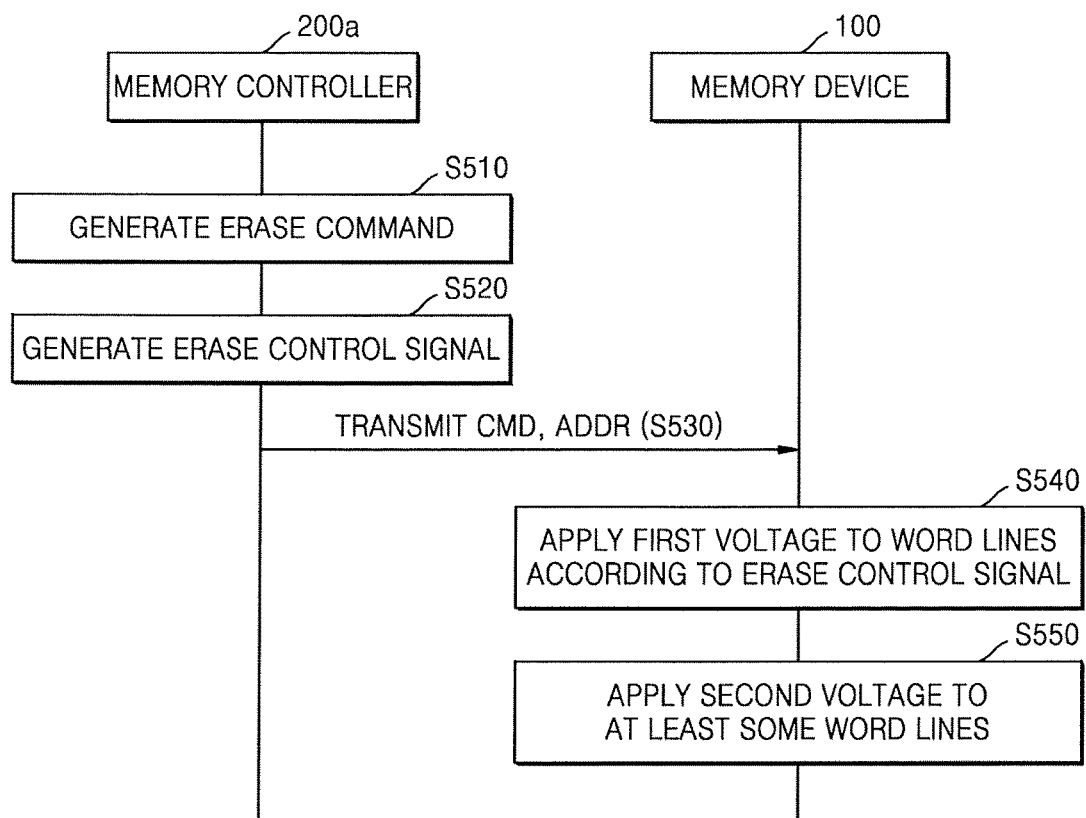 200a
100
MEMORY CONTROLLER
MEMORY DEVICE
S510
GENERATE ERASE COMMAND
S520
GENERATE ERASE CONTROL SIGNAL
TRANSMIT CMD, ADDR (S530)
S540
APPLY FIRST VOLTAGE TO WORD LINES
ACCORDING TO ERASE CONTROL SIGNAL
S550
APPLY SECOND VOLTAGE TO
AT LEAST SOME WORD LINES